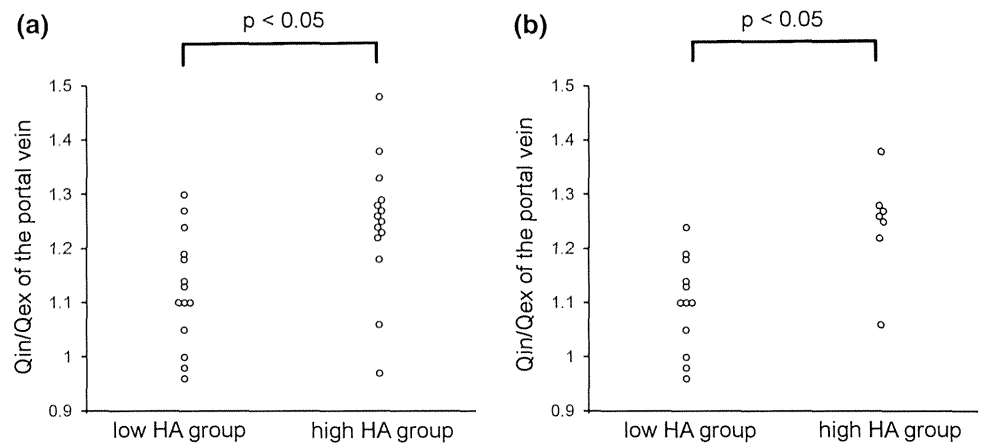 (a)
p < 0.05
Qin/Qex of the portal vein
1.5
1.4
1.3
1.2
1.1
1
0.9
low HA group
high HA group
(b)
p < 0.05
Qin/Qex of the portal vein
1.5
1.4
1.3
1.2
1.1
1
0.9
low HA group
high HA group